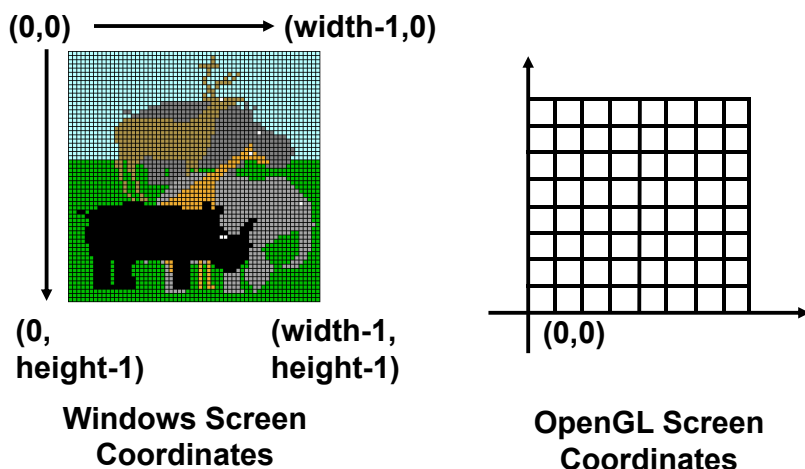 (0,0)
(width-1,0)
(0,
height-1)
(width-1,
height-1)
Windows Screen
Coordinates
(0,0)
OpenGL Screen
Coordinates